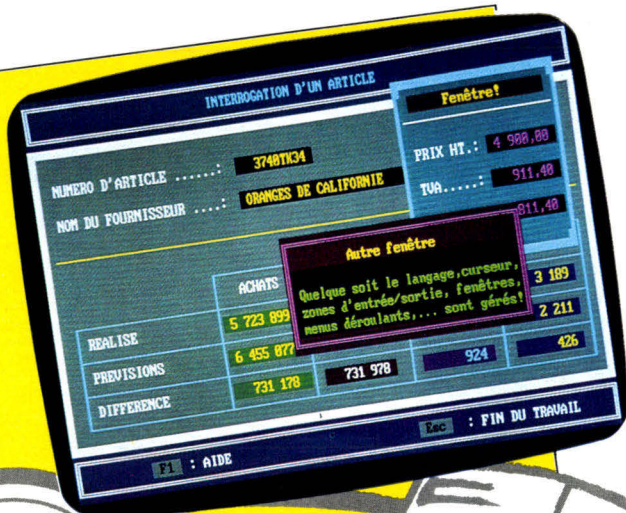 INTERROGATION D'UN ARTICLE
NUMERO D'ARTICLE ......: 3740TK34
NOM DU FOURNISSEUR ....: ORANGES DE CALIFORNIE
Fenêtre!
PRIX HT.: 4 900,00
TVA.....: 911,40
811,40
Autre fenêtre
Quelque soit le langage,curseur,
zones d'entrée/sortie, fenêtres,
menus déroulants,... sont gérés!
ACHATS
REALISE 5 723 899 3 189
PREVISIONS 6 455 077 2 211
DIFFERENCE 731 178 731 978 924 426
F1 : AIDE
Esc : FIN DU TRAVAIL